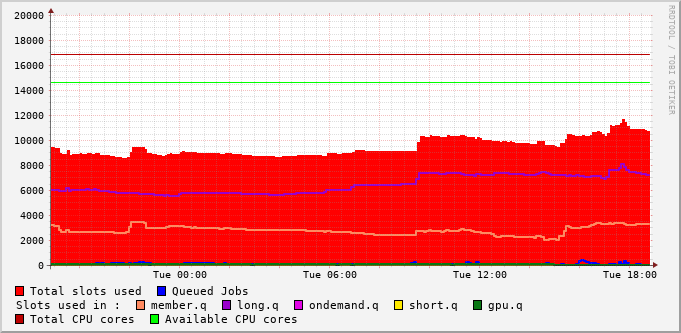 20000
18000
16000
14000
12000
10000
8000
6000
4000
2000
0
Tue 00:00 Tue 06:00 Tue 12:00 Tue 18:00
RRDTOOL / TOBI OETIKER
Total slots used Queued Jobs
Slots used in : member.q long.q ondemand.q short.q gpu.q
Total CPU cores Available CPU cores